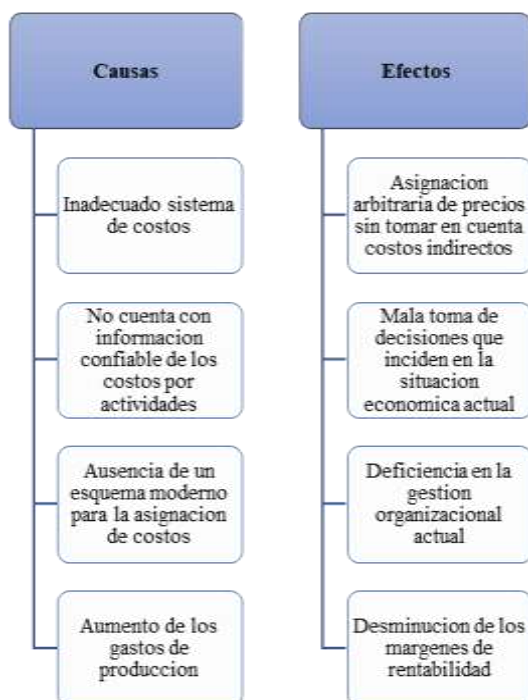 Causas
Inadecuado sistema
de costos
No cuenta con
informacion
confiable de los
costos por
actividades
Ausencia de un
esquema moderno
para la asignacion
de costos
Aumento de los
gastos de
produccion
Efectos
Asignacion
arbitraria de precios
sin tomar en cuenta
costos indirectos
Mala toma de
decisiones que
inciden en la
situacion
economica actual
Deficiencia en la
gestion
organizacional
actual
Desminucion de los
margenes de
rentabilidad